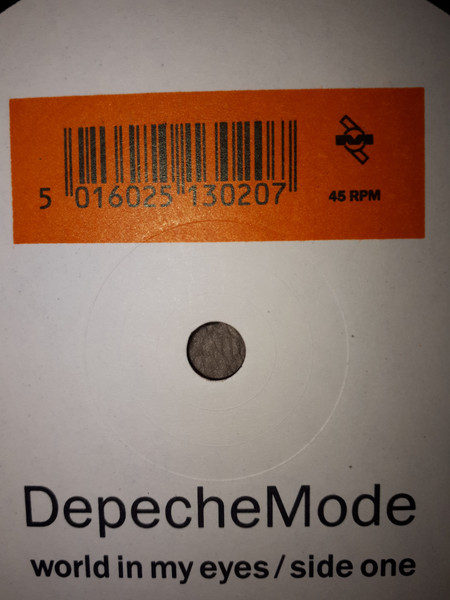 5 016025 130207
45 RPM
DepecheMode
world in my eyes / side one